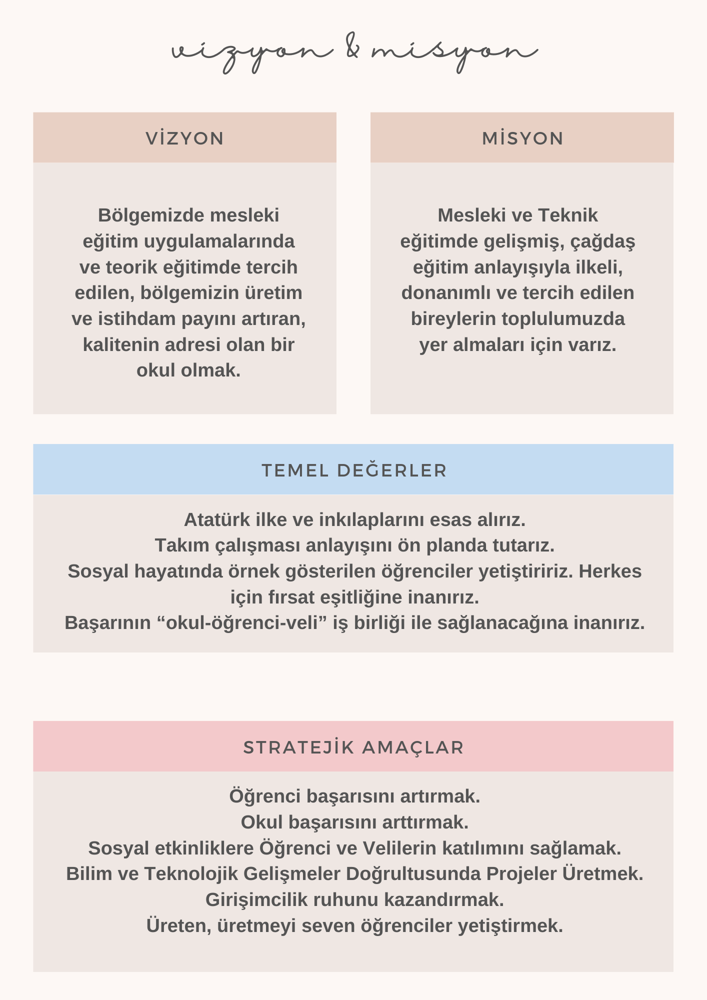 vizyon & misyon
VİZYON
Bölgemizde mesleki
eğitim uygulamalarında
ve teorik eğitimde tercih
edilen, bölgemizin üretim
ve istihdam payını artıran,
kalitenin adresi olan bir
okul olmak.
MİSYON
Mesleki ve Teknik
eğitimde gelişmiş, çağdaş
eğitim anlayışıyla ilkeli,
donanımlı ve tercih edilen
bireylerin toplulumuzda
yer almaları için varız.
TEMEL DEĞERLER
Atatürk ilke ve inkılaplarını esas alırız.
Takım çalışması anlayışını ön planda tutarız.
Sosyal hayatında örnek gösterilen öğrenciler yetiştiririz. Herkes
için fırsat eşitliğine inanırız.
Başarının “okul-öğrenci-veli” iş birliği ile sağlanacağına inanırız.
STRATEJİK AMAÇLAR
Öğrenci başarısını artırmak.
Okul başarısını arttırmak.
Sosyal etkinliklere Öğrenci ve Velilerin katılımını sağlamak.
Bilim ve Teknolojik Gelişmeler Doğrultusunda Projeler Üretmek.
Girişimcilik ruhunu kazandırmak.
Üreten, üretmeyi seven öğrenciler yetiştirmek.